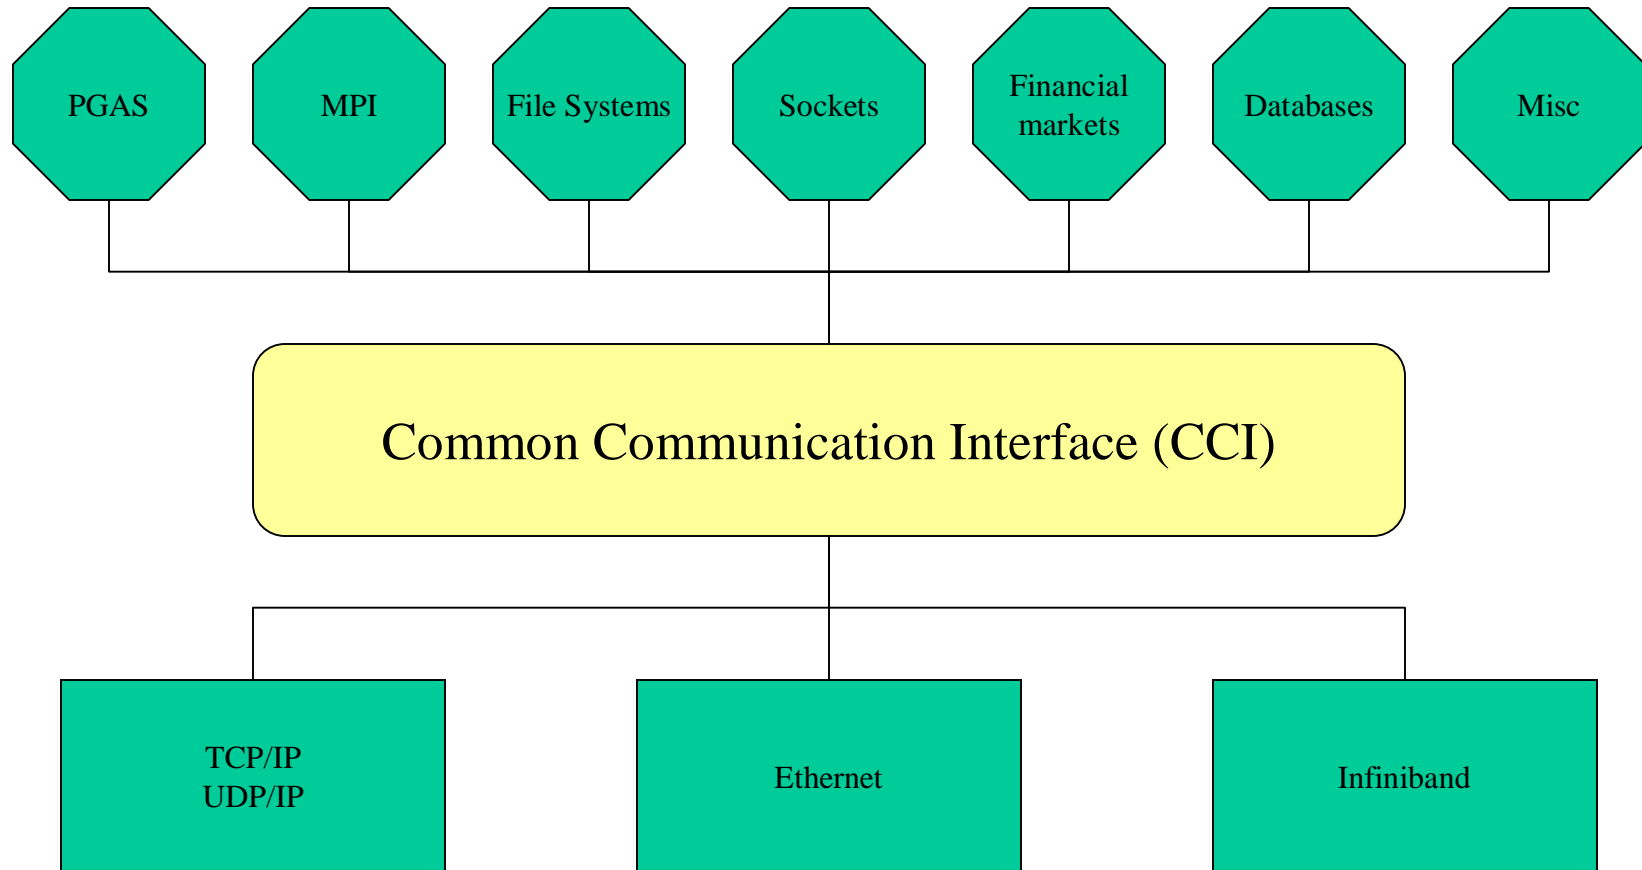 PGAS
MPI
File Systems
Sockets
Financial
markets
Databases
Misc
Common Communication Interface (CCI)
TCP/IP
UDP/IP
Ethernet
Infiniband